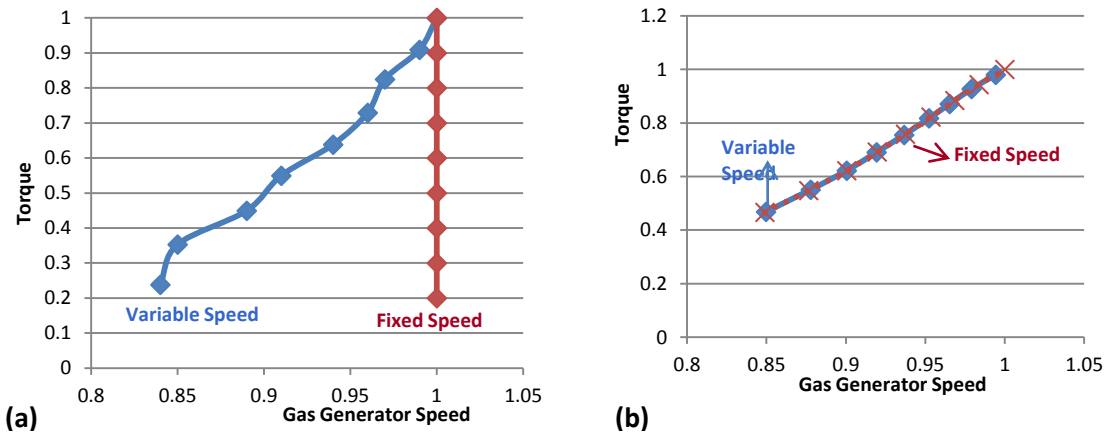 1
0.9
0.8
0.7
0.6
0.5
0.4
0.3
0.2
0.1
0
Torque
Variable Speed
Fixed Speed
0.8 0.85 0.9 0.95 1 1.05
Gas Generator Speed
(a)
1.2
1
0.8
0.6
0.4
0.2
0
Torque
Variable
Speed
Fixed Speed
0.8 0.85 0.9 0.95 1 1.05
Gas Generator Speed
(b)